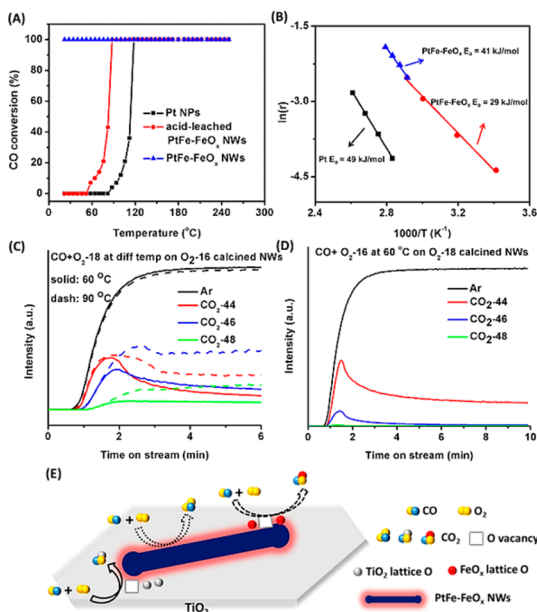 (A)
CO conversion (%)
100
80
60
40
20
0
Pt NPs
acid-leached
PtFe-FeOx NWs
PtFe-FeOx NWs
0 60 120 180 240
Temperature (°C)
(B)
ln(r)
-1.5
-3.0
-4.5
PtFe-FeOx Ea = 41 kJ/mol
PtFe-FeOx Ea = 29 kJ/mol
Pt Ea = 49 kJ/mol
2.4 2.6 2.8 3.0 3.2 3.4 3.6
1000/T (K-1)
(C)
Intensity (a.u.)
CO+O2-18 at diff temp on O2-16 calcined NWs
solid: 60 °C
dash: 90 °C
Ar
CO2-44
CO2-46
CO2-48
0 2 4 6
Time on stream (min)
(D)
Intensity (a.u.)
CO+ O2-16 at 60 °C on O2-18 calcined NWs
Ar
CO2-44
CO2-46
CO2-48
0 2 4 6 8 10
Time on stream (min)
(E)
+
+
+
+
TiO2
CO O2
CO2 O vacancy
TiO2 lattice O FeOx lattice O
PtFe-FeOx NWs